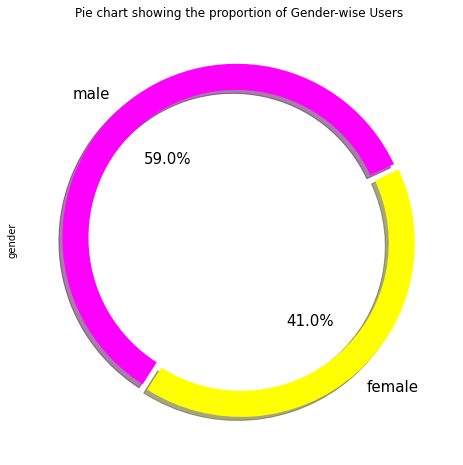 Pie chart showing the proportion of Gender-wise Users
male
59.0%
gender
41.0%
female